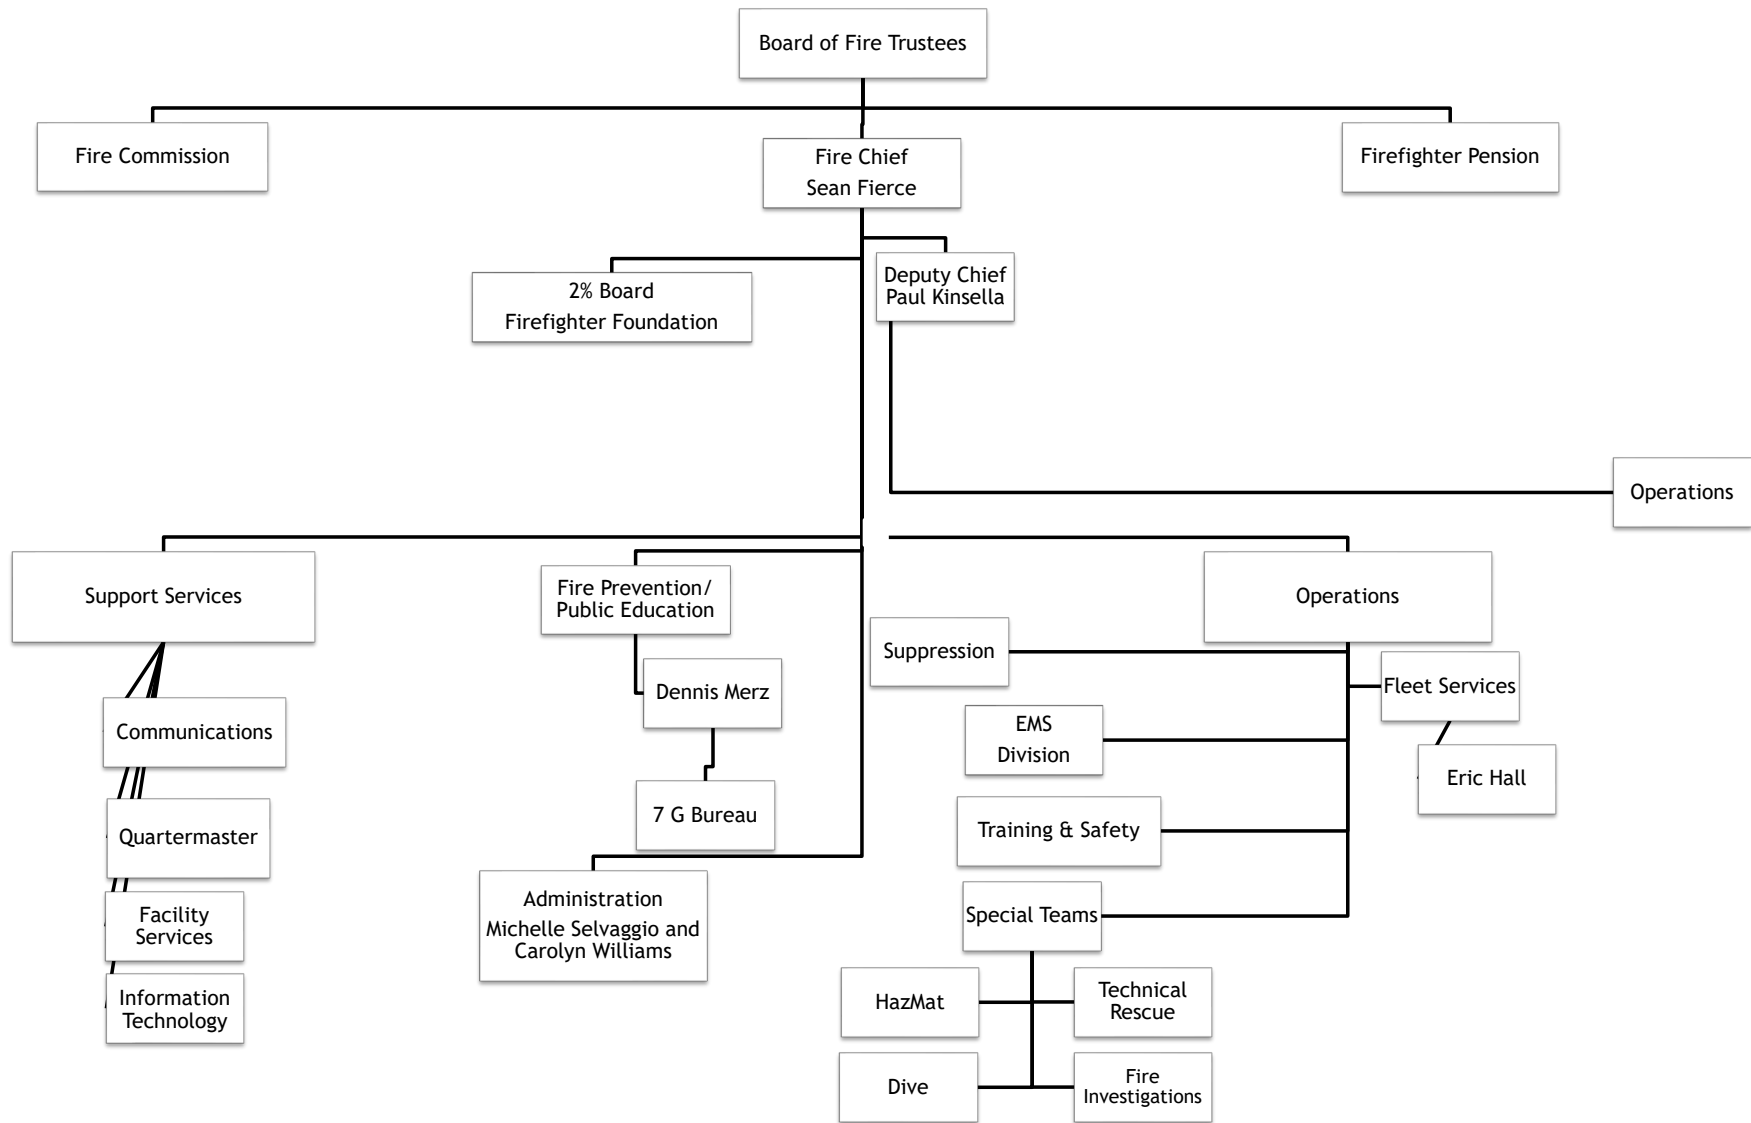 Board of Fire Trustees
Fire Commission
Fire Chief
Sean Fierce
Firefighter Pension
2% Board
Firefighter Foundation
Deputy Chief
Paul Kinsella
Operations
Support Services
Fire Prevention/
Public Education
Operations
Suppression
Fleet Services
Dennis Merz
Communications
EMS
Division
Eric Hall
7 G Bureau
Quartermaster
Training & Safety
Administration
Michelle Selvaggio and
Carolyn Williams
Facility
Services
Special Teams
Information
Technology
HazMat
Technical
Rescue
Dive
Fire
Investigations